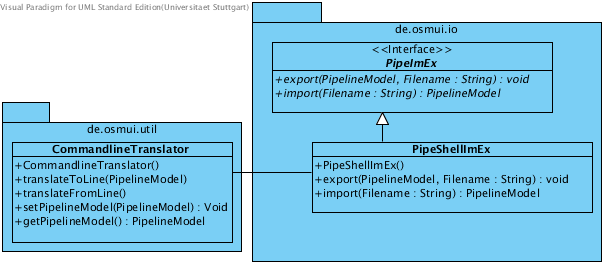 Visual Paradigm for UML Standard Edition(Universitaet Stuttgart)
de.osmui.io
<<Interface>>
PipeImEx
+export(PipelineModel, Filename : String) : void
+import(Filename : String) : PipelineModel
de.osmui.util
CommandlineTranslator
+CommandlineTranslator()
+translateToLine(PipelineModel)
+translateFromLine()
+setPipelineModel(PipelineModel) : Void
+getPipelineModel() : PipelineModel
PipeShellImEx
+PipeShellImEx()
+export(PipelineModel, Filename : String) : void
+import(Filename : String) : PipelineModel